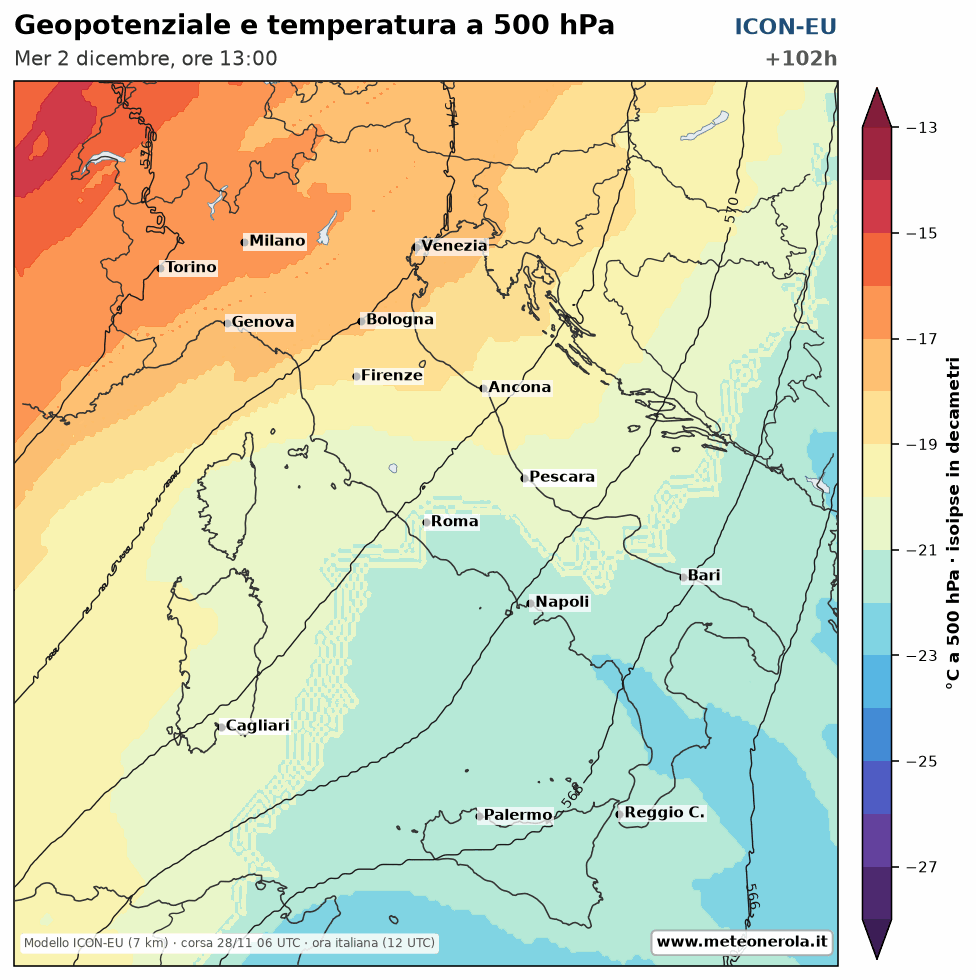 Geopotenziale e temperatura a 500 hPa
ICON-EU
Mer 2 dicembre, ore 13:00
+102h
576
574
570
Milano
Venezia
Torino
Genova
Bologna
Firenze
Ancona
Pescara
Roma
Bari
Napoli
Cagliari
568
Palermo
Reggio C.
566
Modello ICON-EU (7 km) · corsa 28/11 06 UTC · ora italiana (12 UTC)
www.meteonerola.it
−13
−15
−17
−19
−21
−23
−25
−27
°C a 500 hPa · isoipse in decametri